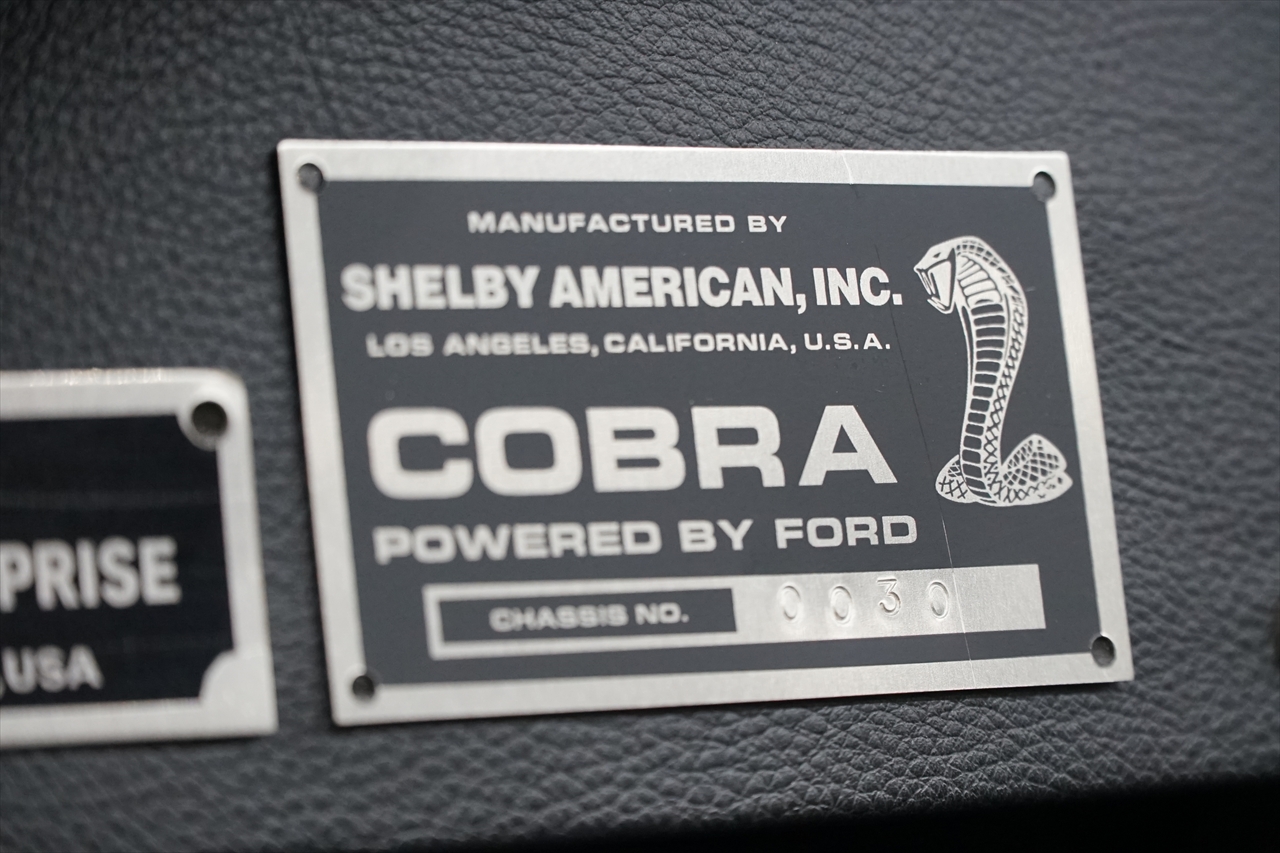 MANUFACTURED BY
SHELBY AMERICAN, INC.
LOS ANGELES, CALIFORNIA, U.S.A.
COBRA
POWERED BY FORD
CHASSIS NO. 0030
PRISE
, USA